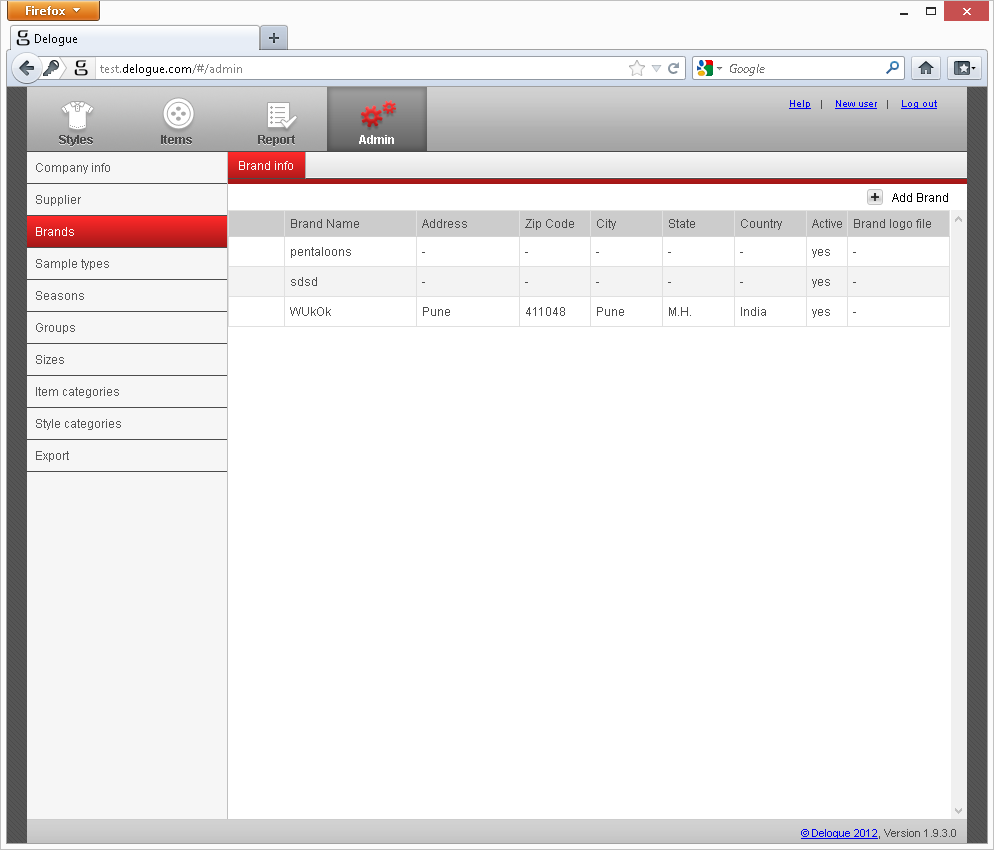 Firefox
Delogue
test.delogue.com/#/admin
Google
Help | New user | Log out
Styles Items Report Admin
Company info
Supplier
Brands
Sample types
Seasons
Groups
Sizes
Item categories
Style categories
Export
Brand info
Add Brand
Brand Name Address Zip Code City State Country Active Brand logo file
pentaloons - - - - - yes -
sdsd - - - - - yes -
WUkOk Pune 411048 Pune M.H. India yes -
© Delogue 2012, Version 1.9.3.0